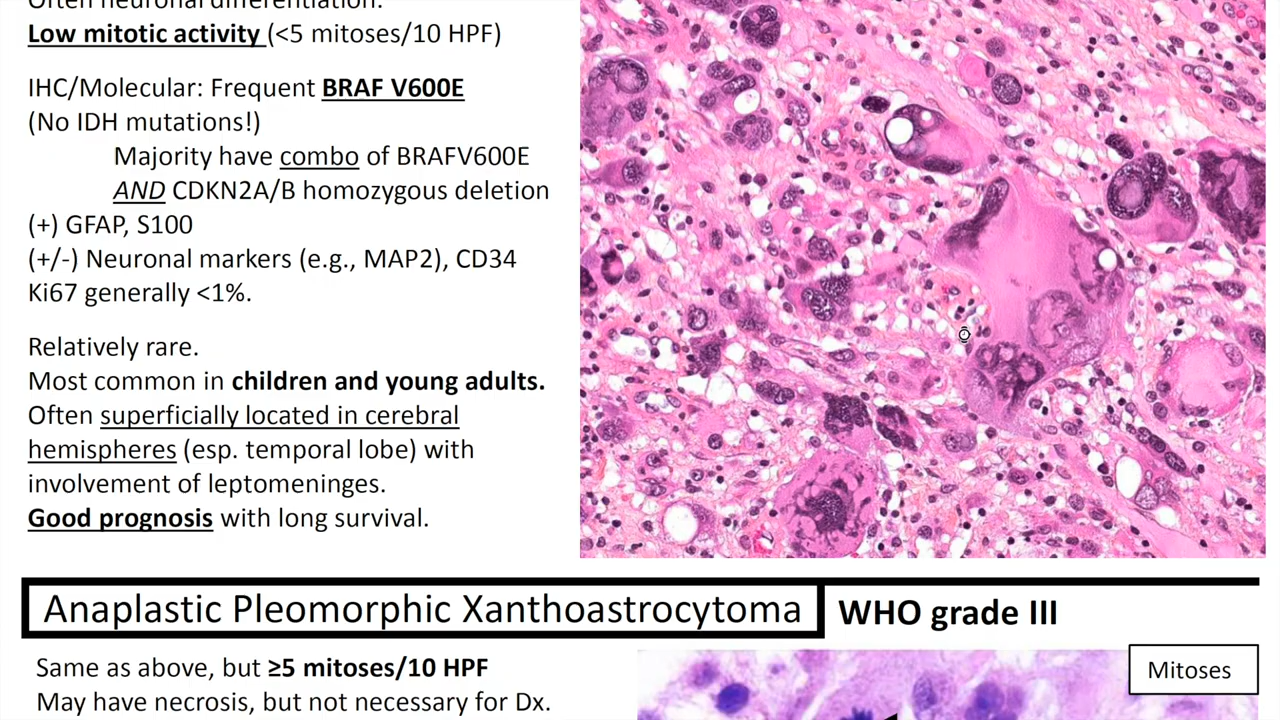 Often neuronal differentiation.
Low mitotic activity (<5 mitoses/10 HPF)
IHC/Molecular: Frequent BRAF V600E
(No IDH mutations!)
Majority have combo of BRAFV600E
AND CDKN2A/B homozygous deletion
(+) GFAP, S100
(+/-) Neuronal markers (e.g., MAP2), CD34
Ki67 generally <1%.
Relatively rare.
Most common in children and young adults.
Often superficially located in cerebral
hemispheres (esp. temporal lobe) with
involvement of leptomeninges.
Good prognosis with long survival.
Anaplastic Pleomorphic Xanthoastrocytoma
WHO grade III
Same as above, but ≥5 mitoses/10 HPF
May have necrosis, but not necessary for Dx.
Mitoses